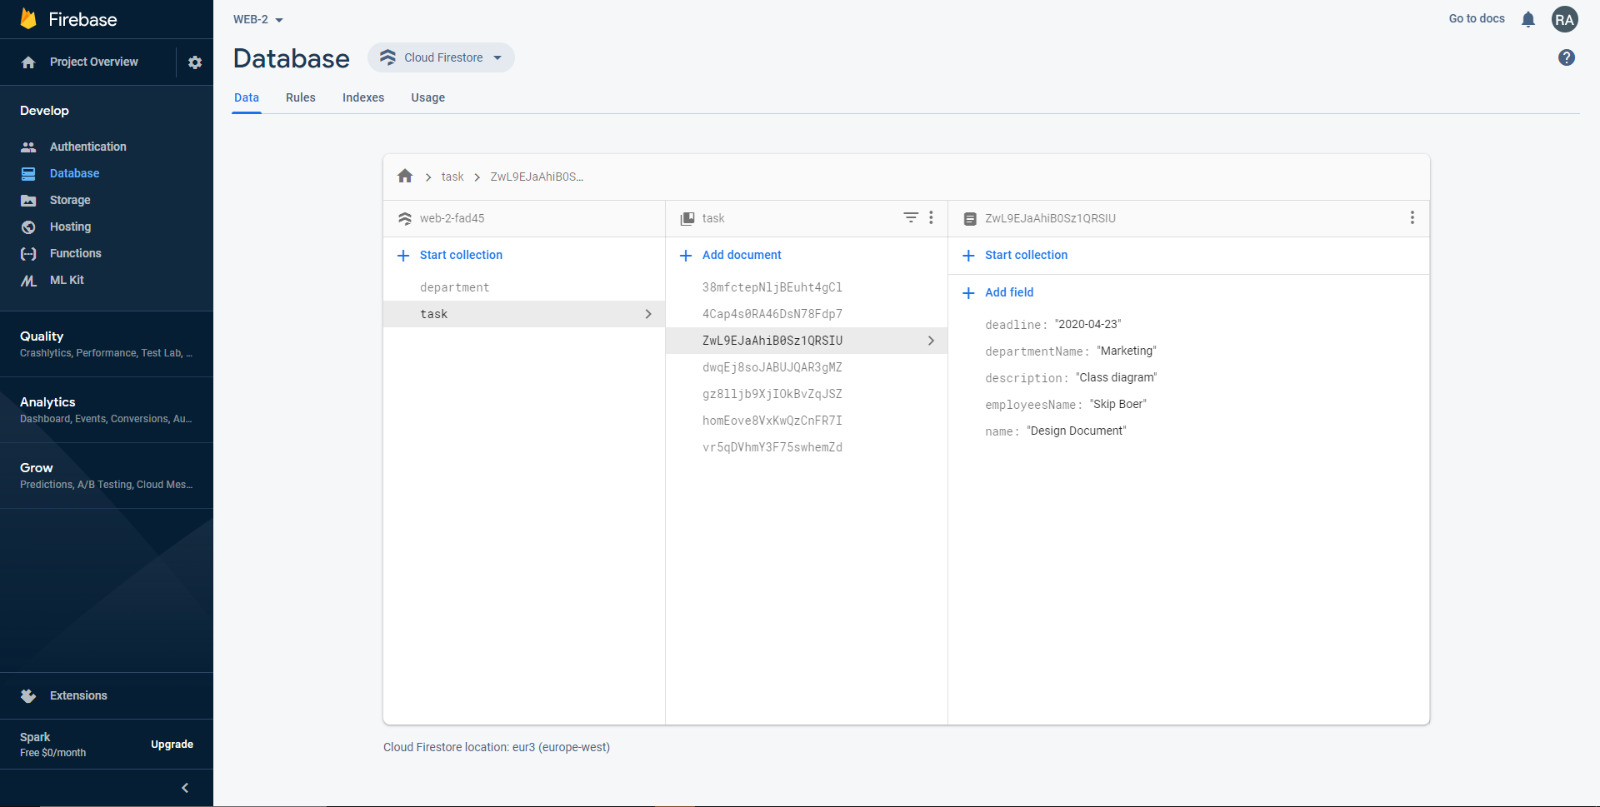 Firebase
Project Overview
Develop
Authentication
Database
Storage
Hosting
Functions
ML Kit
Quality
Crashlytics, Performance, Test Lab, ...
Analytics
Dashboard, Events, Conversions, Au...
Grow
Predictions, A/B Testing, Cloud Mes...
Extensions
Spark
Free $0/month
Upgrade
WEB-2
Go to docs
RA
Database
Cloud Firestore
Data Rules Indexes Usage
task
ZwL9EJaAhiB0S...
web-2-fad45
Start collection
department
task
task
Add document
38mfctepNljBEuht4gCl
4Cap4s0RA46DsN78Fdp7
ZwL9EJaAhiB0Sz1QRSIU
dwqEj8soJABUJQAR3gMZ
gz8lljb9XjIOkBvZqJSZ
homEove8VxKwQzCnFR7I
vr5qDVhmY3F75swhemZd
ZwL9EJaAhiB0Sz1QRSIU
Start collection
Add field
deadline: "2020-04-23"
departmentName: "Marketing"
description: "Class diagram"
employeesName: "Skip Boer"
name: "Design Document"
Cloud Firestore location: eur3 (europe-west)